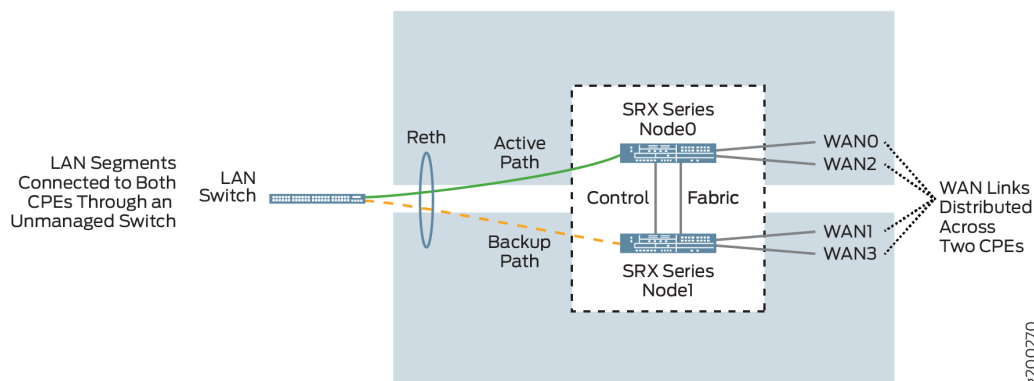 LAN Segments
Connected to Both
CPEs Through an
Unmanaged Switch
LAN
Switch
Reth
Active
Path
Backup
Path
SRX Series
Node0
Control
Fabric
SRX Series
Node1
WAN0
WAN2
WAN1
WAN3
WAN Links
Distributed
Across
Two CPEs
g200270